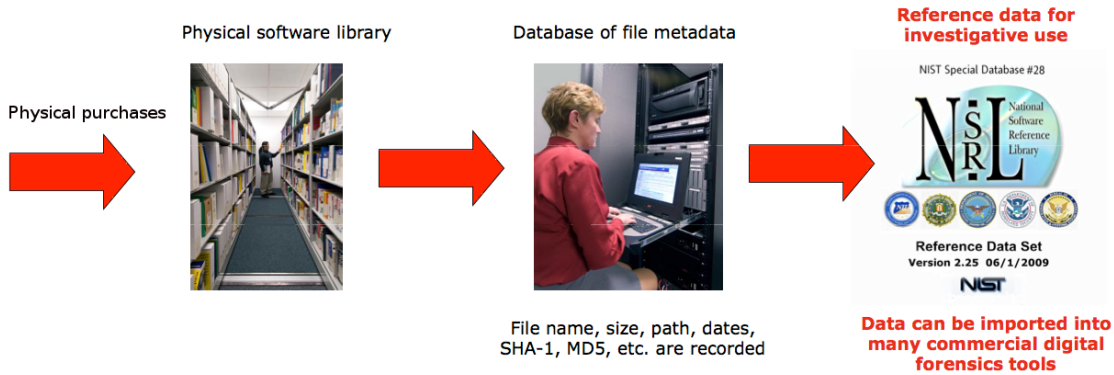 Physical purchases
Physical software library
Database of file metadata
File name, size, path, dates,
SHA-1, MD5, etc. are recorded
Reference data for
investigative use
NIST Special Database #28
NSRL
National
Software
Reference
Library
Reference Data Set
Version 2.25 06/1/2009
NIST
Data can be imported into
many commercial digital
forensics tools